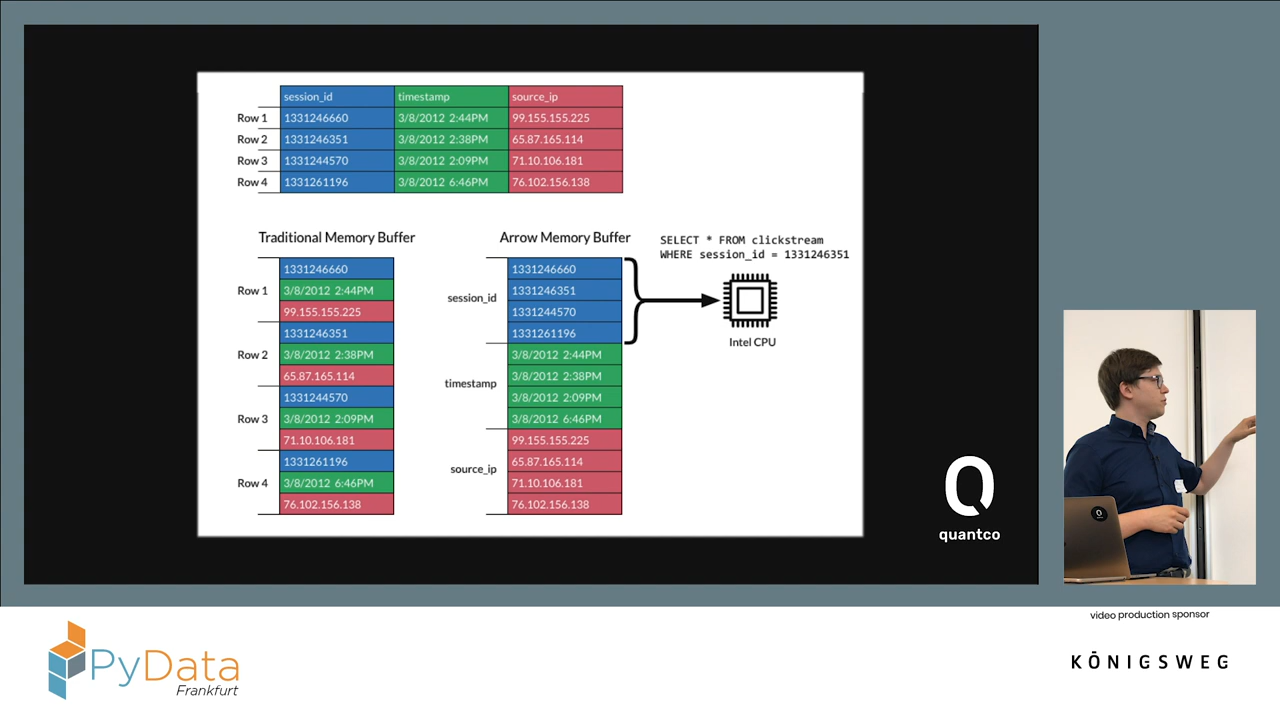 session_id timestamp source_ip
Row 1 1331246660 3/8/2012 2:44PM 99.155.155.225
Row 2 1331246351 3/8/2012 2:38PM 65.87.165.114
Row 3 1331244570 3/8/2012 2:09PM 71.10.106.181
Row 4 1331261196 3/8/2012 6:46PM 76.102.156.138
Traditional Memory Buffer
Row 1
1331246660
3/8/2012 2:44PM
99.155.155.225
Row 2
1331246351
3/8/2012 2:38PM
65.87.165.114
Row 3
1331244570
3/8/2012 2:09PM
71.10.106.181
Row 4
1331261196
3/8/2012 6:46PM
76.102.156.138
Arrow Memory Buffer
session_id
1331246660
1331246351
1331244570
1331261196
timestamp
3/8/2012 2:44PM
3/8/2012 2:38PM
3/8/2012 2:09PM
3/8/2012 6:46PM
source_ip
99.155.155.225
65.87.165.114
71.10.106.181
76.102.156.138
SELECT * FROM clickstream
WHERE session_id = 1331246351
Intel CPU
quantco
video production sponsor
KÖNIGSWEG
PyData
Frankfurt